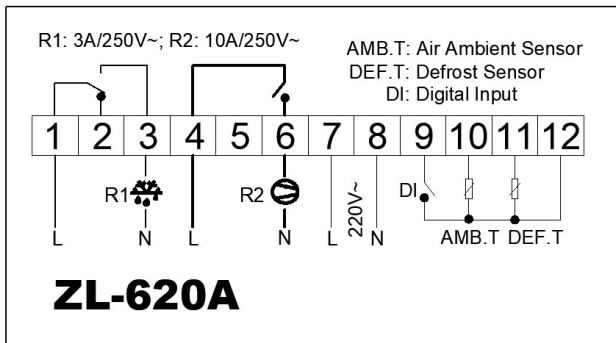 R1: 3A/250V~; R2: 10A/250V~
AMB.T: Air Ambient Sensor
DEF.T: Defrost Sensor
DI: Digital Input
1 2 3 4 5 6 7 8 9 10 11 12
R1 R2 220V~ DI
L N L N L N AMB.T DEF.T
ZL-620A